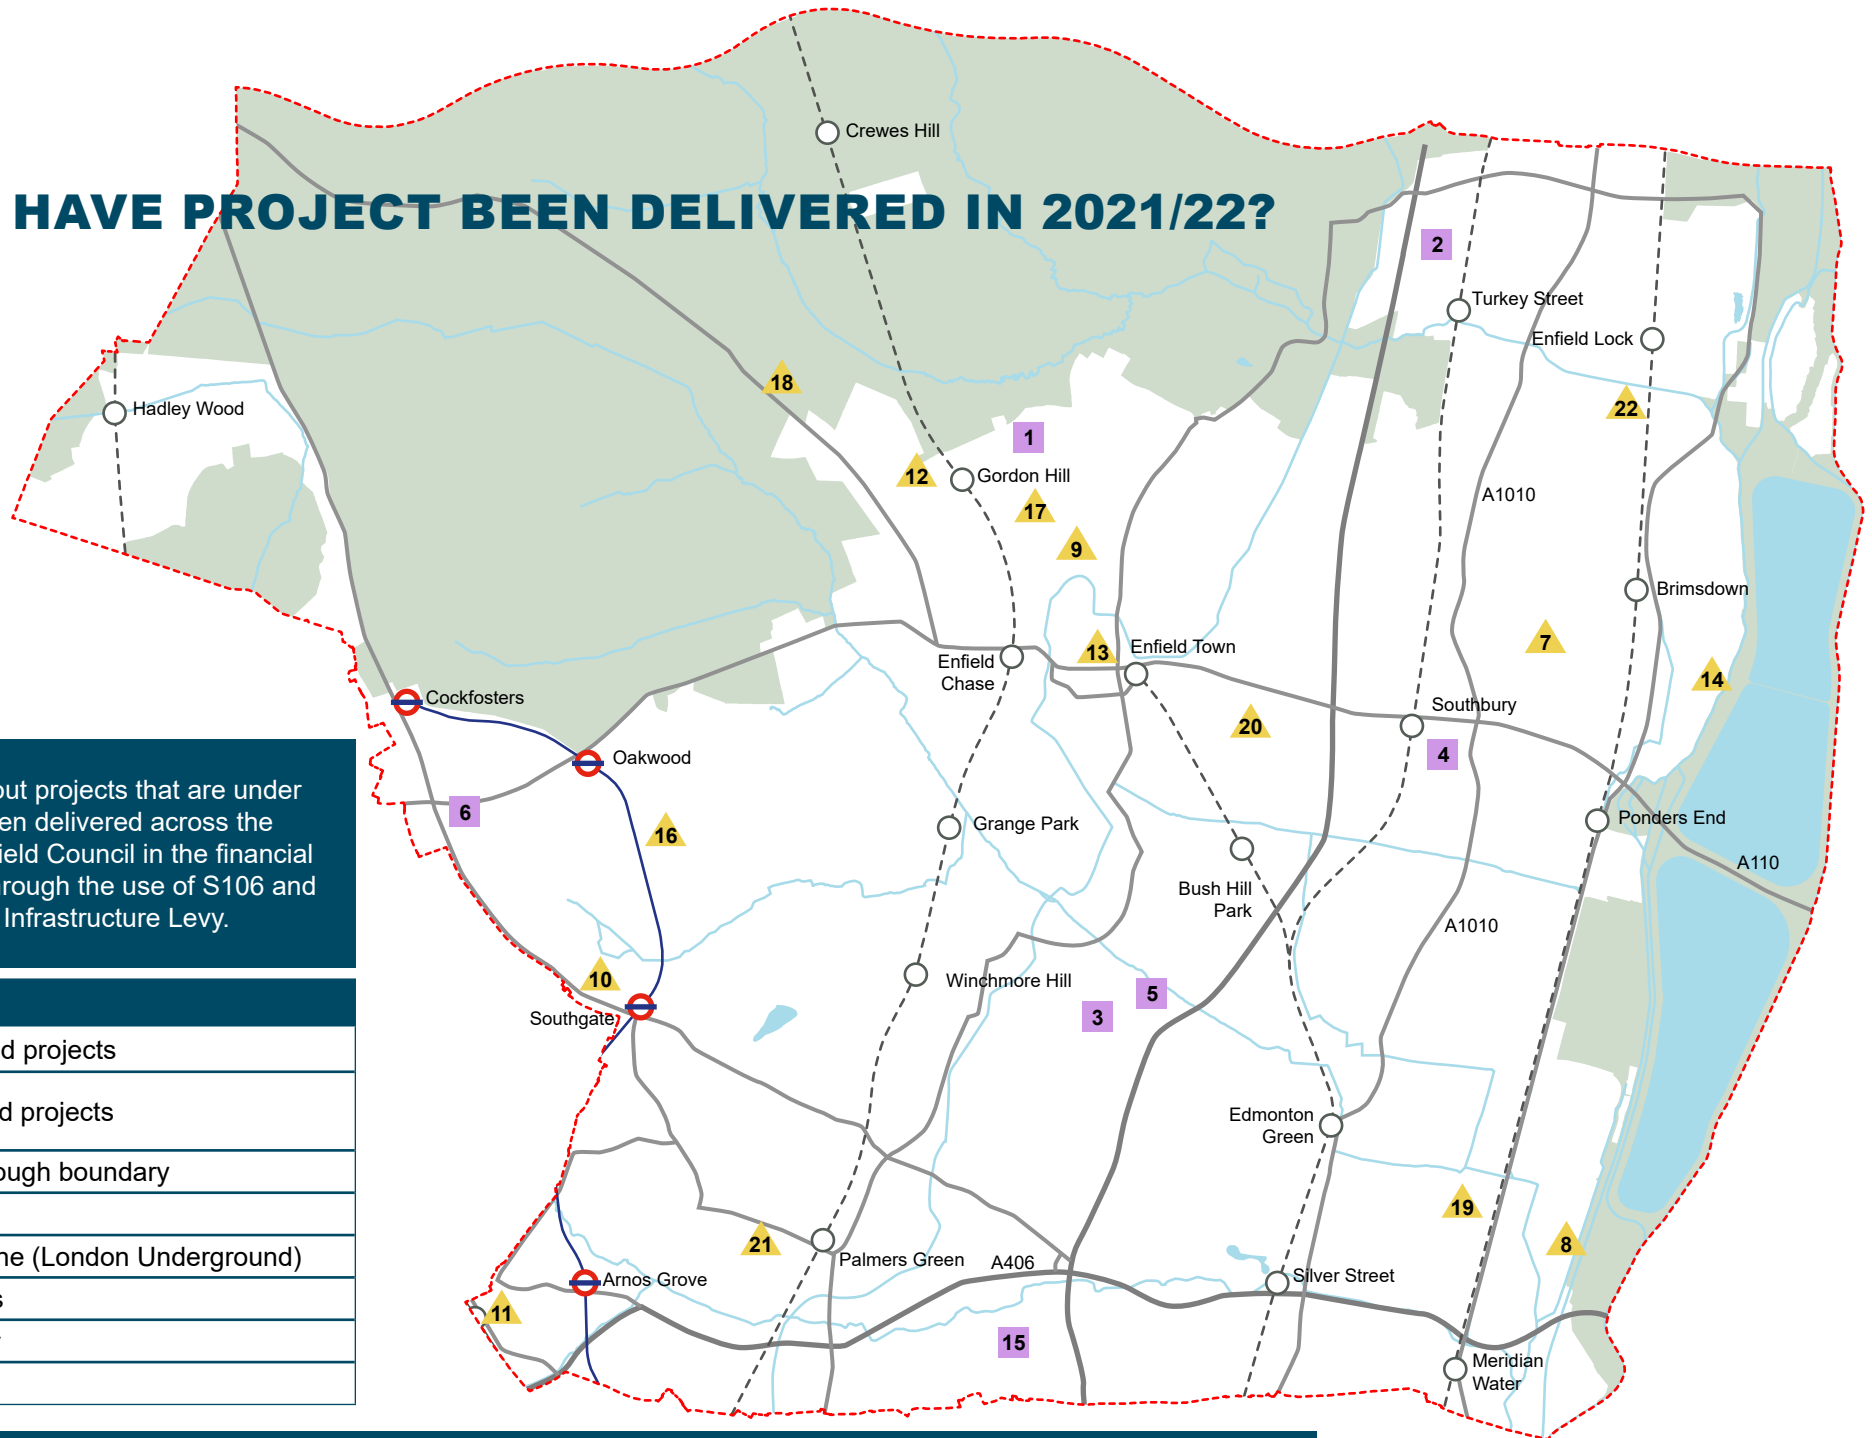 HAVE PROJECT BEEN DELIVERED IN 2021/22?
Crewes Hill
2
Turkey Street
Enfield Lock
18
22
Hadley Wood
1
12
Gordon Hill
17
A1010
9
Brimsdown
7
13
Enfield Town
Enfield
Chase
14
Cockfosters
Southbury
20
4
Oakwood
out projects that are under
en delivered across the
ield Council in the financial
hrough the use of S106 and
Infrastructure Levy.
6
16
Grange Park
Ponders End
A110
Bush Hill
Park
A1010
10
Winchmore Hill
5
3
Southgate
d projects
d projects
ough boundary
ne (London Underground)
s
Edmonton
Green
19
21
8
Palmers Green
A406
Arnos Grove
Silver Street
11
15
Meridian
Water